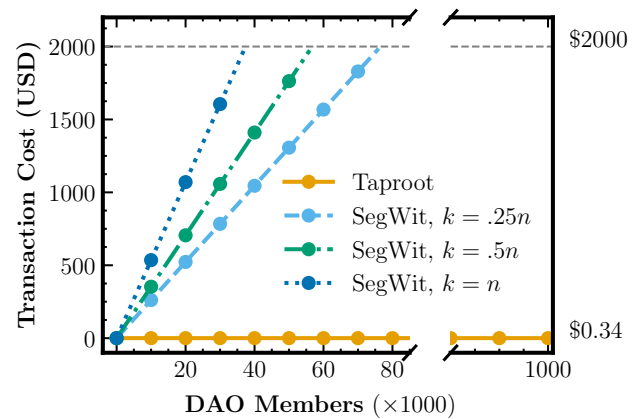 Transaction Cost (USD)
2000
1500
1000
500
0
$2000
$0.34
Taproot
SegWit, k = .25n
SegWit, k = .5n
SegWit, k = n
20 40 60 80 1000
DAO Members (×1000)